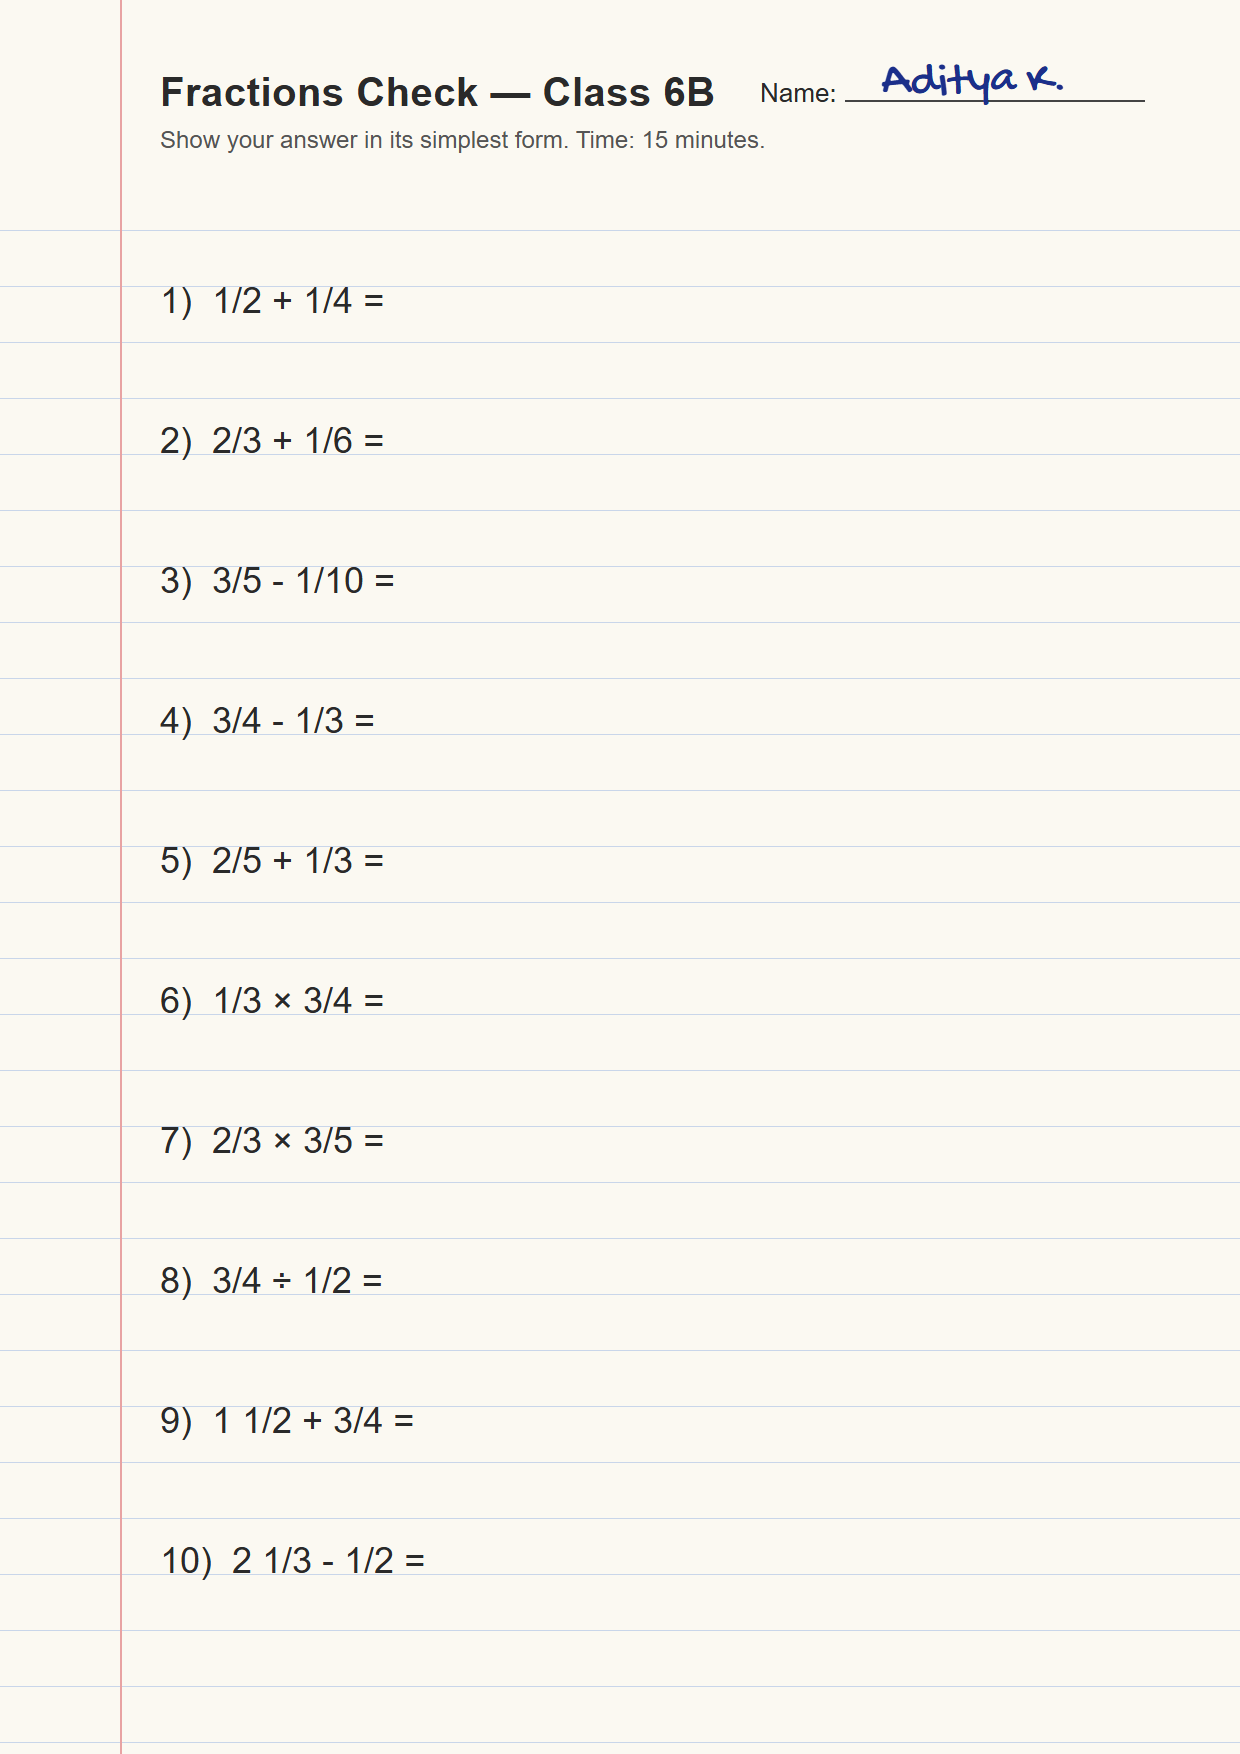 Fractions Check — Class 6B Name: Aditya K.
Show your answer in its simplest form. Time: 15 minutes.
1) 1/2 + 1/4 =
2) 2/3 + 1/6 =
3) 3/5 - 1/10 =
4) 3/4 - 1/3 =
5) 2/5 + 1/3 =
6) 1/3 × 3/4 =
7) 2/3 × 3/5 =
8) 3/4 ÷ 1/2 =
9) 1 1/2 + 3/4 =
10) 2 1/3 - 1/2 =